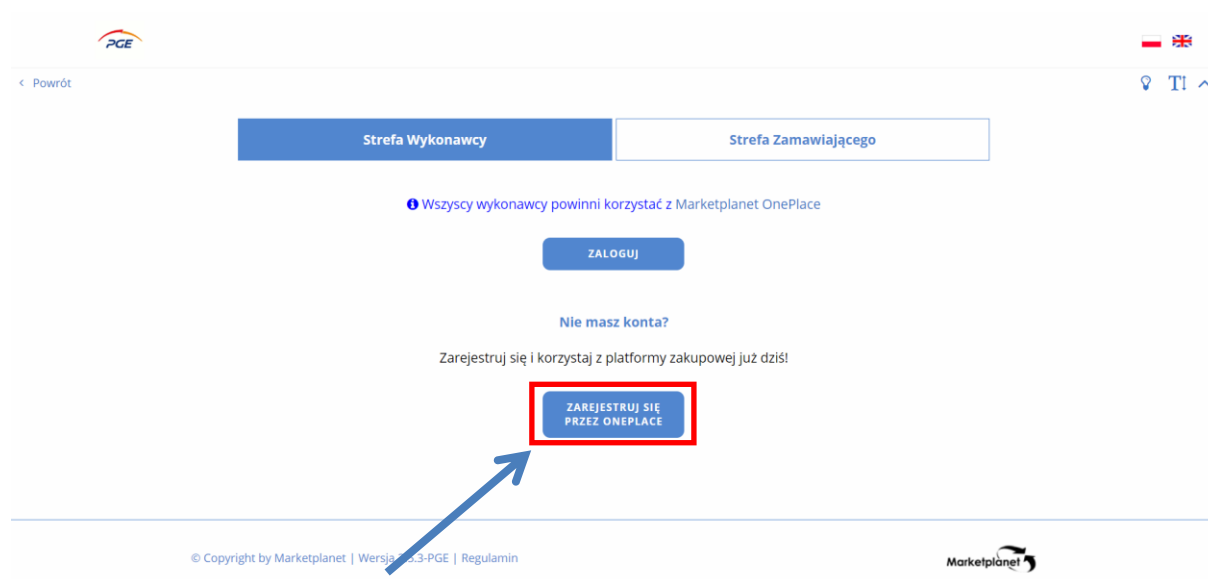 PGE
< Powrót
T
Strefa Wykonawcy
Strefa Zamawiającego
Wszyscy wykonawcy powinni korzystać z Marketplanet OnePlace
ZALOGUJ
Nie masz konta?
Zarejestruj się i korzystaj z platformy zakupowej już dziś!
ZAREJESTRUJ SIĘ
PRZEZ ONEPLACE
© Copyright by Marketplanet | Wersja .3-PGE | Regulamin
Marketplanet